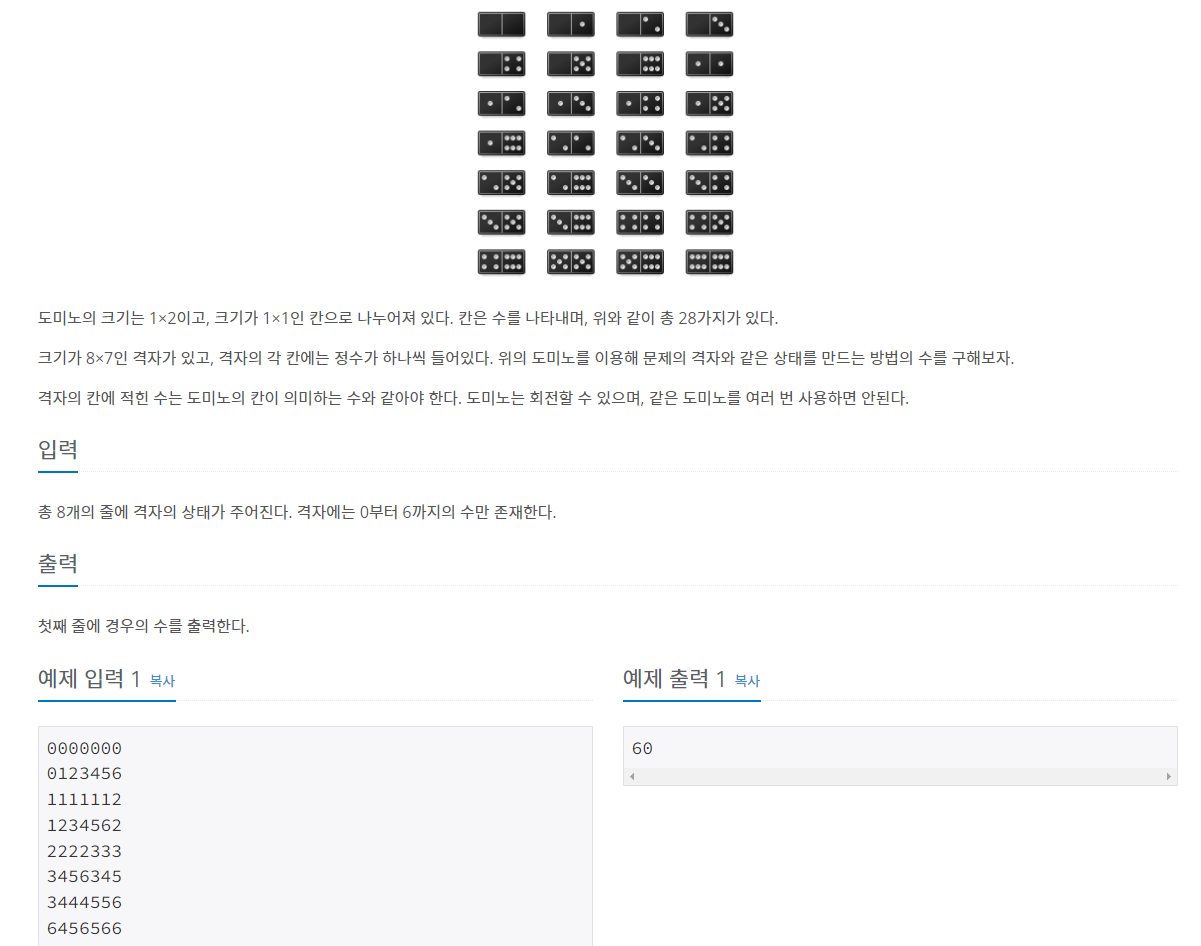 도미노의 크기는 1×2이고, 크기가 1×1인 칸으로 나누어져 있다. 칸은 수를 나타내며, 위와 같이 총 28가지가 있다.
크기가 8×7인 격자가 있고, 격자의 각 칸에는 정수가 하나씩 들어있다. 위의 도미노를 이용해 문제의 격자와 같은 상태를 만드는 방법의 수를 구해보자.
격자의 칸에 적힌 수는 도미노의 칸이 의미하는 수와 같아야 한다. 도미노는 회전할 수 있으며, 같은 도미노를 여러 번 사용하면 안된다.
입력
총 8개의 줄에 격자의 상태가 주어진다. 격자에는 0부터 6까지의 수만 존재한다.
출력
첫째 줄에 경우의 수를 출력한다.
예제 입력 1 복사
0000000
0123456
1111112
1234562
2222333
3456345
3444556
6456566
예제 출력 1 복사
60